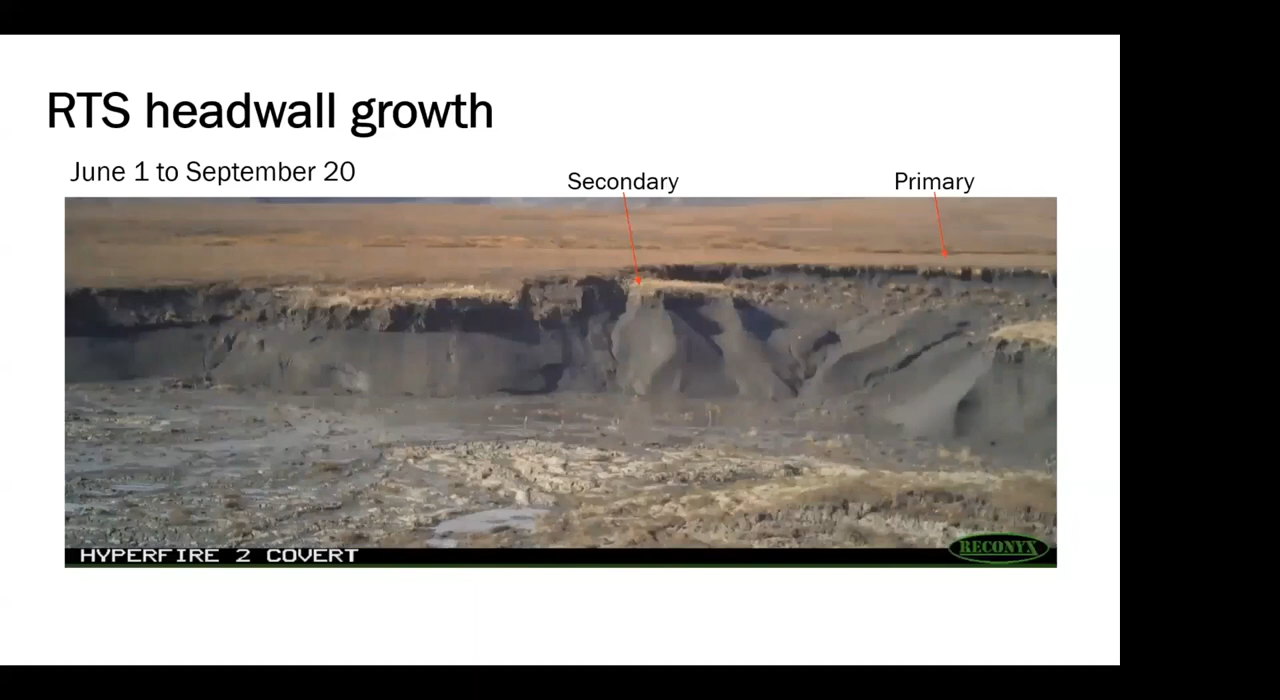 RTS headwall growth
June 1 to September 20
Secondary
Primary
HYPERFIRE 2 COVERT
RECONYX